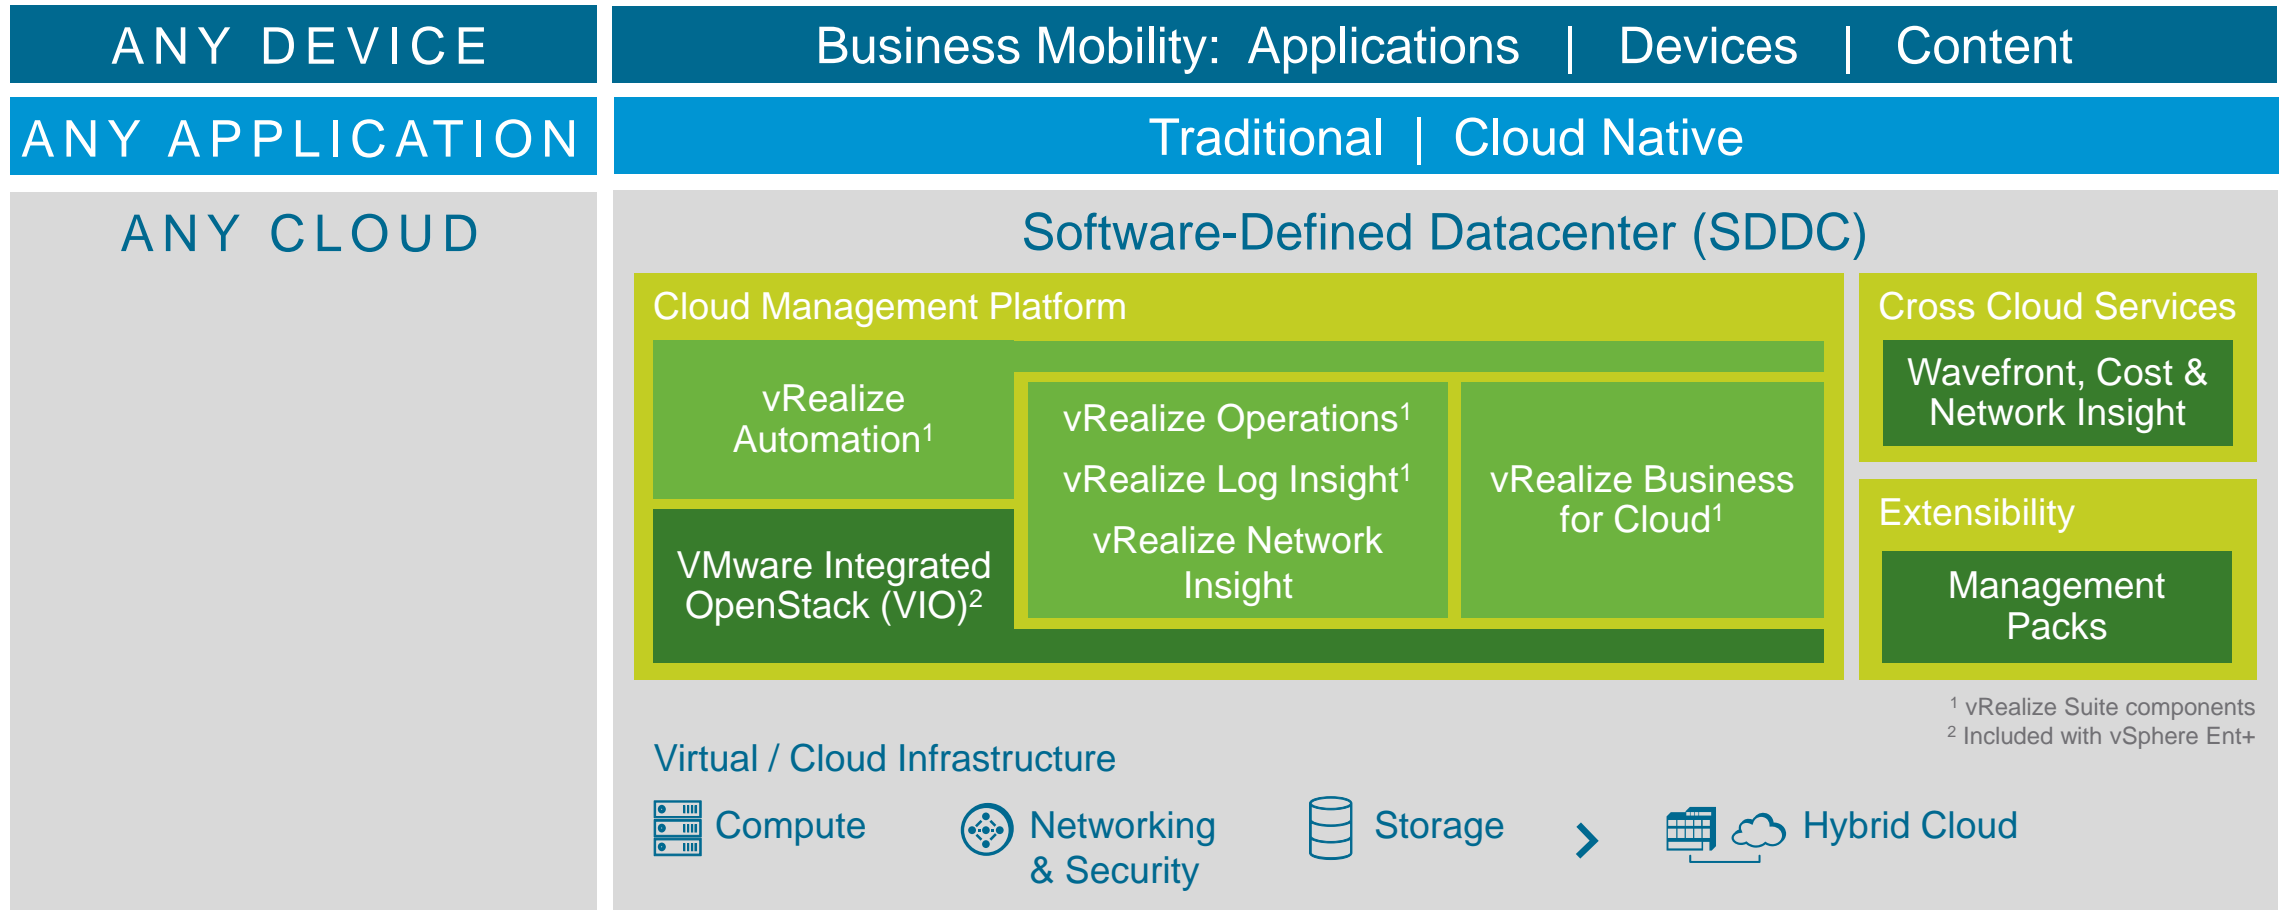 ANY DEVICE
Business Mobility: Applications | Devices | Content
ANY APPLICATION
Traditional | Cloud Native
ANY CLOUD
Software-Defined Datacenter (SDDC)
Cloud Management Platform
vRealize
Automation¹
VMware Integrated
OpenStack (VIO)²
vRealize Operations¹
vRealize Log Insight¹
vRealize Network
Insight
vRealize Business
for Cloud¹
Cross Cloud Services
Wavefront, Cost &
Network Insight
Extensibility
Management
Packs
¹ vRealize Suite components
² Included with vSphere Ent+
Virtual / Cloud Infrastructure
Compute
Networking
& Security
Storage
Hybrid Cloud